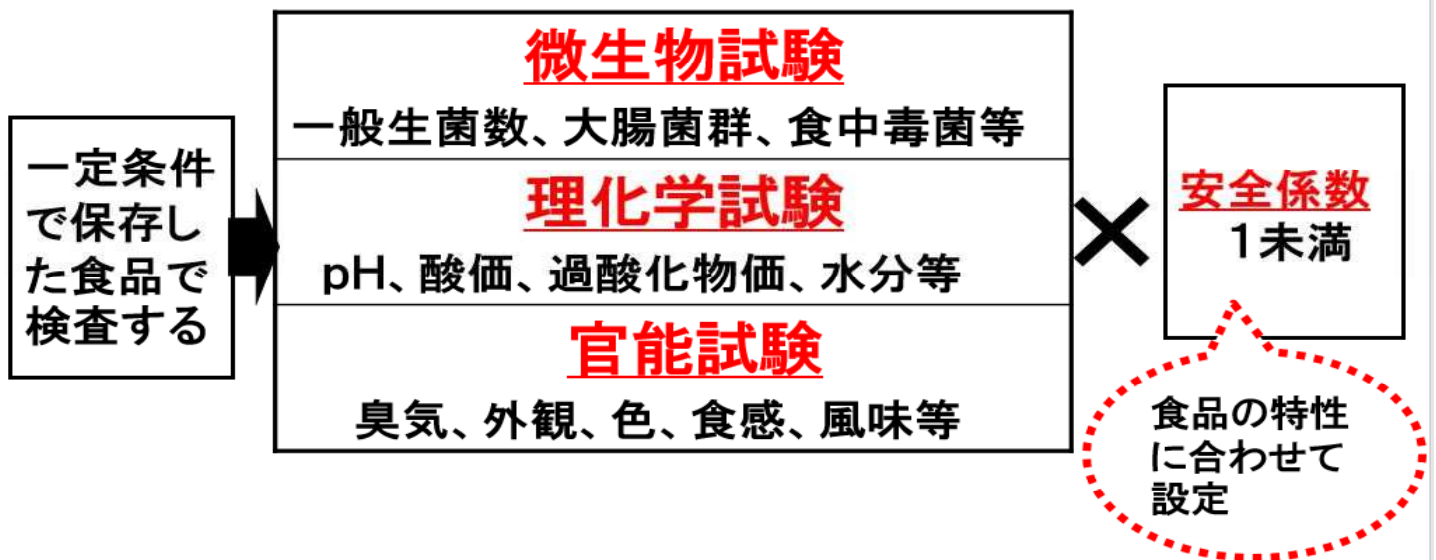 一定条件
で保存し
た食品で
検査する
微生物試験
一般生菌数、大腸菌群、食中毒菌等
理化学試験
pH、酸価、過酸化物価、水分等
官能試験
臭気、外観、色、食感、風味等
×
安全係数
1未満
食品の特性
に合わせて
設定